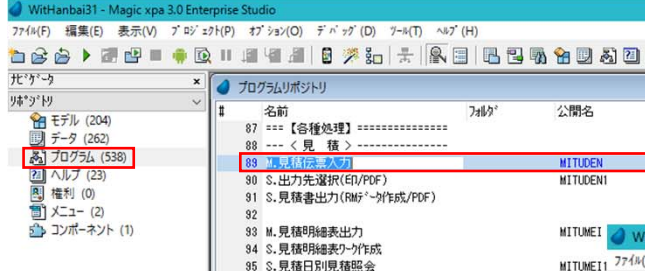 WitHanbai31 - Magic xpa 3.0 Enterprise Studio
ﾌｧｲﾙ(F) 編集(E) 表示(V) ﾌﾟﾛｼﾞｪｸﾄ(P) ｵﾌﾟｼｮﾝ(O) ﾃﾞﾊﾞｯｸﾞ(D) ﾂｰﾙ(T) ﾍﾙﾌﾟ(H)
ﾅﾋﾞｹﾞｰﾀ
ﾘﾎﾟｼﾞﾄﾘ
モデル (204)
データ (262)
プログラム (538)
ヘルプ (23)
権利 (0)
メニュー (2)
コンポーネント (1)
プログラムリポジトリ
# 名前 ﾌｫﾙﾀﾞ 公開名
87 === 【各種処理】 ===============
88 --- < 見 積 > ---------------
89 M.見積伝票入力 MITUDEN
90 S.出力先選択(印/PDF) MITUDEN1
91 S.見積書出力(RMﾃﾞｰﾀ作成/PDF)
92
93 M.見積明細表出力 MITUMEI
94 S.見積明細表ﾜｰｸ作成
95 S.見積日別見積照会 MITUMEI1
W
ﾌｧｲﾙ(